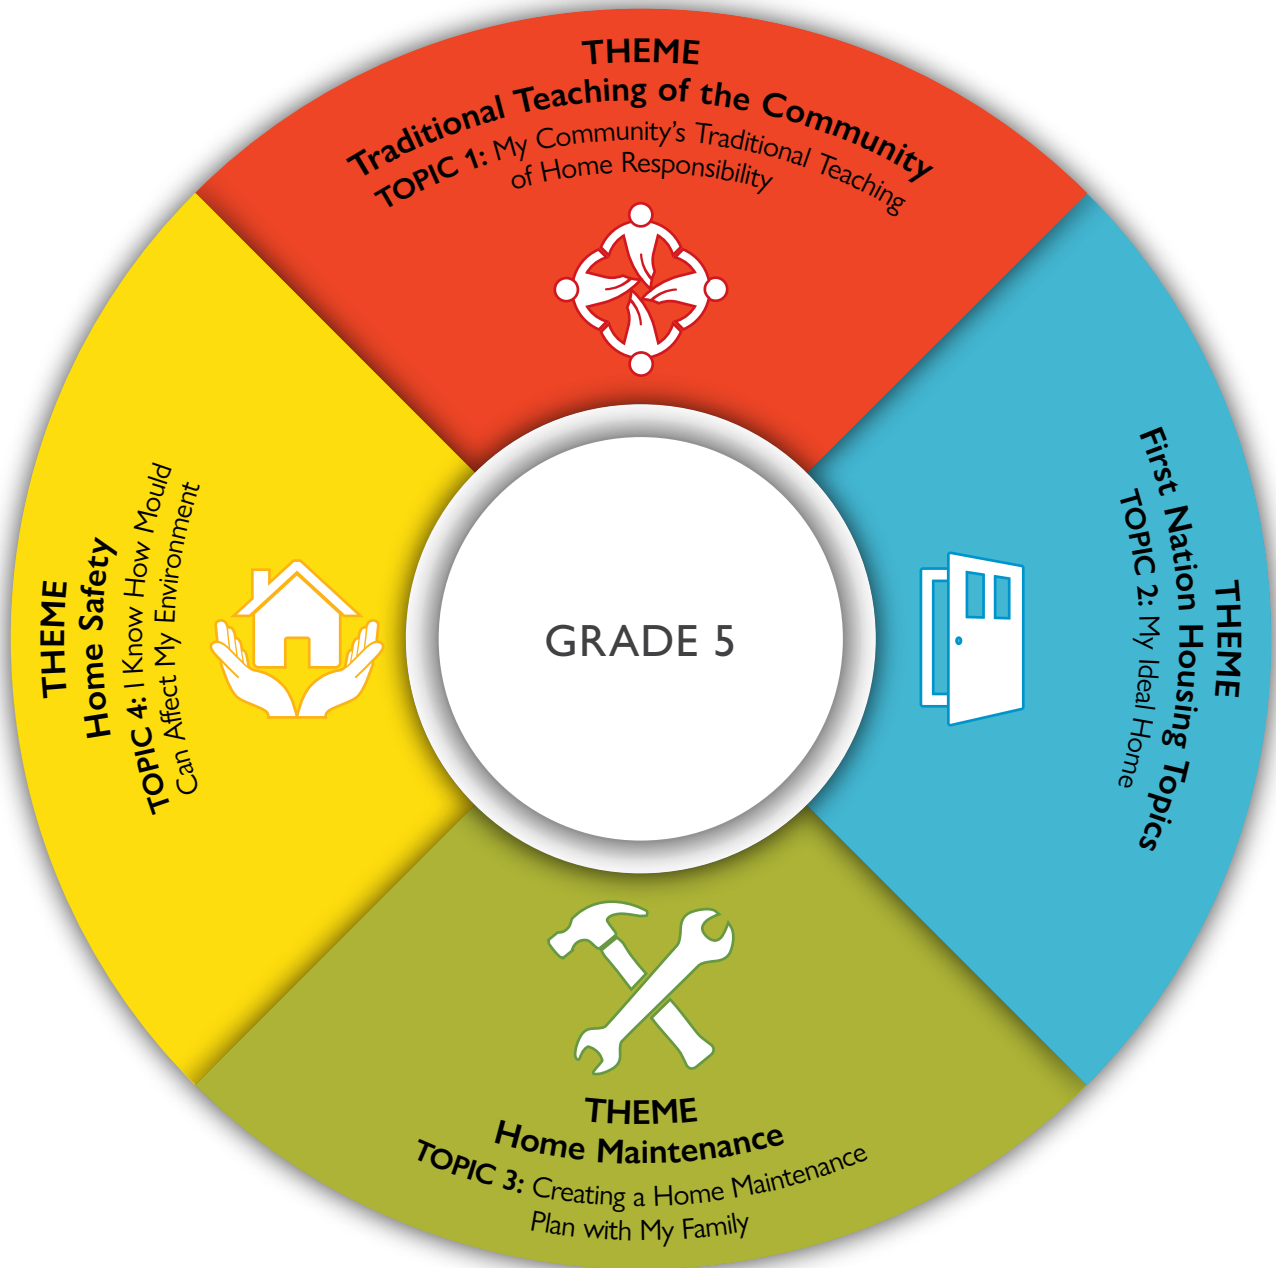 THEME
Traditional Teaching of the Community
TOPIC 1: My Community’s Traditional Teaching
of Home Responsibility
THEME
First Nation Housing Topics
TOPIC 2: My Ideal Home
THEME
Home Maintenance
TOPIC 3: Creating a Home Maintenance
Plan with My Family
THEME
Home Safety
TOPIC 4: I Know How Mould
Can Affect My Environment
GRADE 5